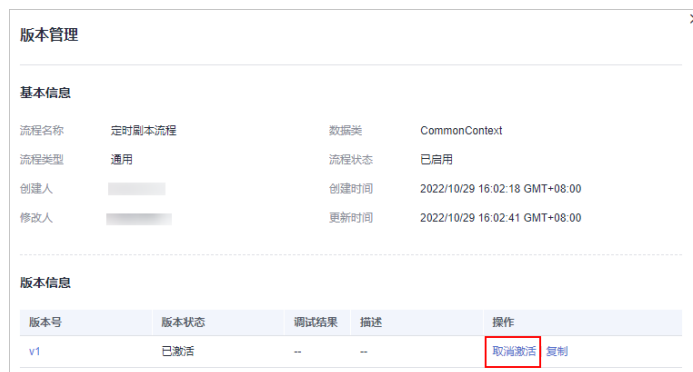 版本管理
基本信息
流程名称 定时剧本流程 数据类 CommonContext
流程类型 通用 流程状态 已启用
创建人 创建时间 2022/10/29 16:02:18 GMT+08:00
修改人 更新时间 2022/10/29 16:02:41 GMT+08:00
版本信息
版本号 版本状态 调试结果 描述 操作
v1 已激活 -- -- 取消激活 复制